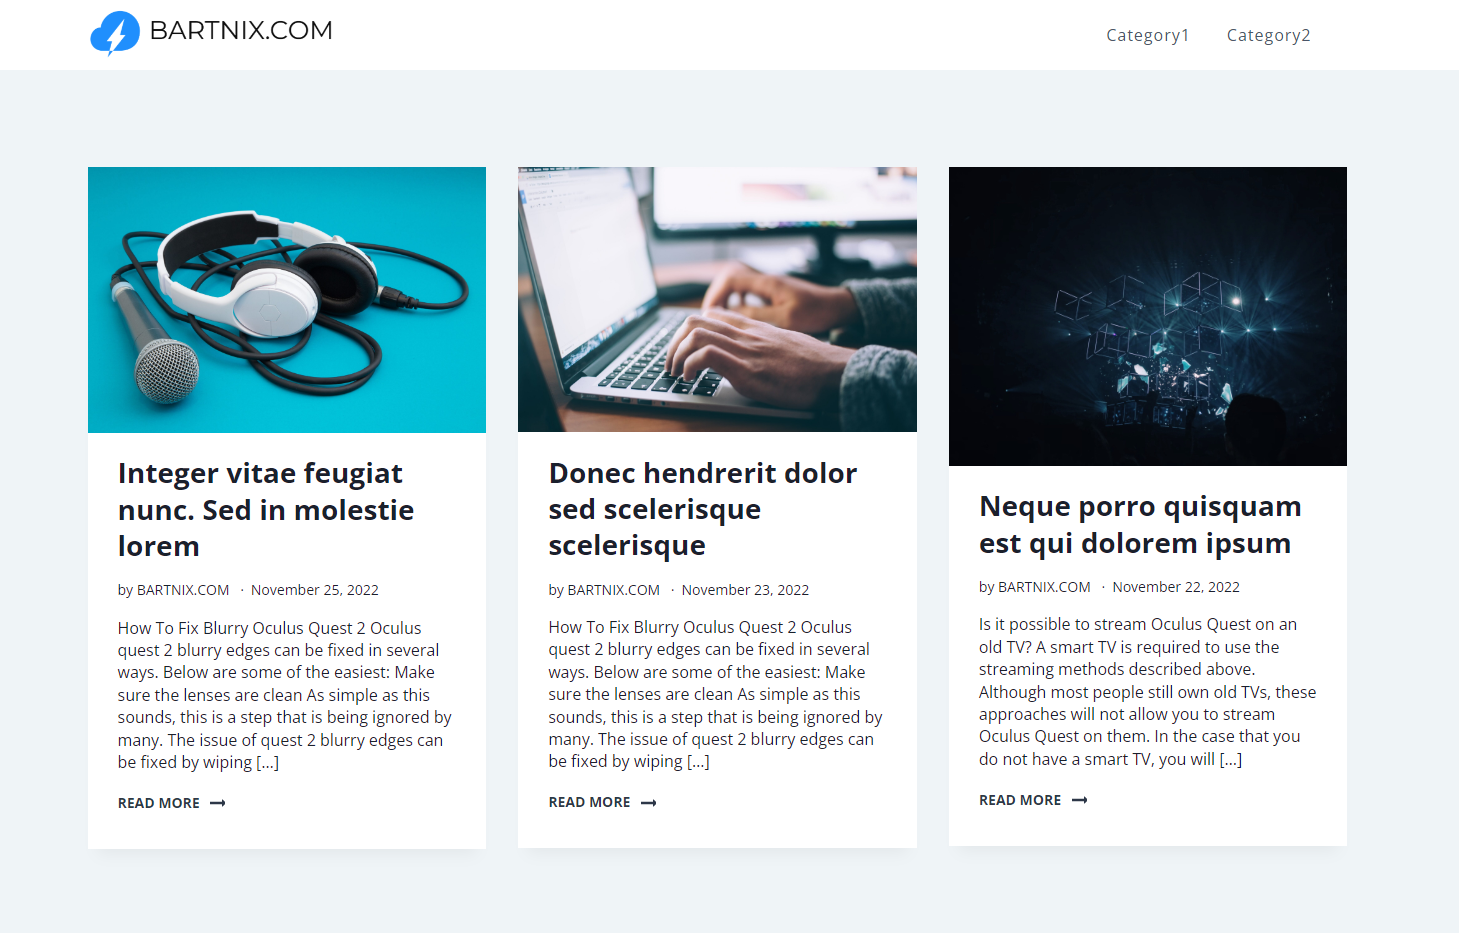 BARTNIX.COM
Category1
Category2
Integer vitae feugiat
nunc. Sed in molestie
lorem
by BARTNIX.COM · November 25, 2022
How To Fix Blurry Oculus Quest 2 Oculus
quest 2 blurry edges can be fixed in several
ways. Below are some of the easiest: Make
sure the lenses are clean As simple as this
sounds, this is a step that is being ignored by
many. The issue of quest 2 blurry edges can
be fixed by wiping [...]
READ MORE
Donec hendrerit dolor
sed scelerisque
scelerisque
by BARTNIX.COM · November 23, 2022
How To Fix Blurry Oculus Quest 2 Oculus
quest 2 blurry edges can be fixed in several
ways. Below are some of the easiest: Make
sure the lenses are clean As simple as this
sounds, this is a step that is being ignored by
many. The issue of quest 2 blurry edges can
be fixed by wiping [...]
READ MORE
Neque porro quisquam
est qui dolorem ipsum
by BARTNIX.COM · November 22, 2022
Is it possible to stream Oculus Quest on an
old TV? A smart TV is required to use the
streaming methods described above.
Although most people still own old TVs, these
approaches will not allow you to stream
Oculus Quest on them. In the case that you
do not have a smart TV, you will [...]
READ MORE